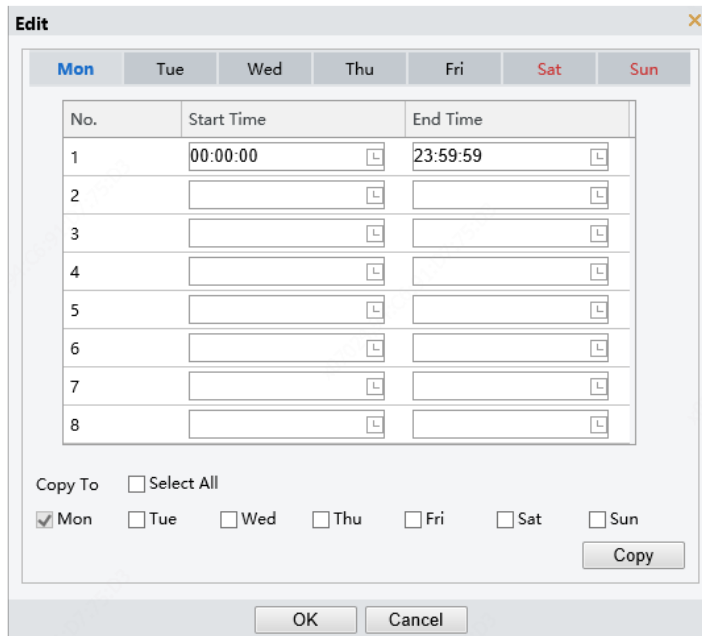 Edit
Mon Tue Wed Thu Fri Sat Sun
No. Start Time End Time
1 00:00:00 23:59:59
2
3
4
5
6
7
8
Copy To Select All
Mon Tue Wed Thu Fri Sat Sun
Copy
OK Cancel